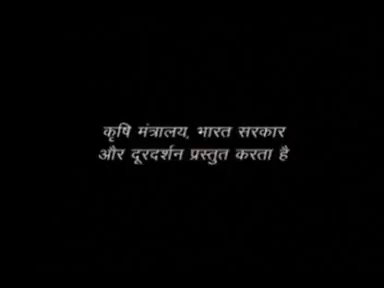 कृषि मंत्रालय, भारत सरकार
और दूरदर्शन प्रस्तुत करता है